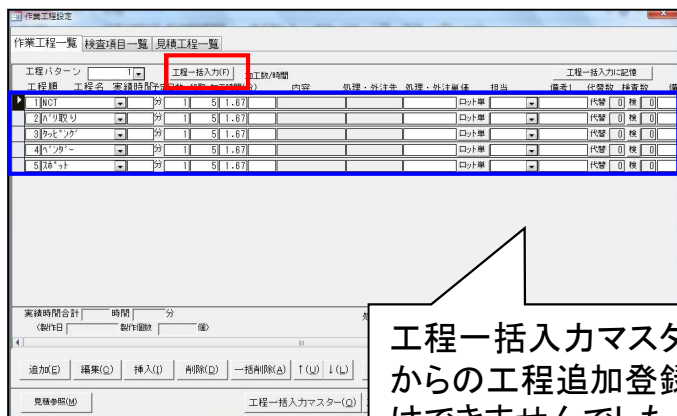 作業工程設定
作業工程一覧 検査項目一覧 見積工程一覧
工程パターン 1 工程一括入力(F) 加工数/時間 工程一括入力に記憶
工程順 工程名 実績時間 内容 処理・外注先 処理・外注単価 担当 備考1 代替数 検査数
1 NCT 分 1 5 1.67 ロット単 代替 0 検 0
2 バリ取り 分 1 5 1.67 ロット単 代替 0 検 0
3 タッピング 分 1 5 1.67 ロット単 代替 0 検 0
4 ベンダー 分 1 5 1.67 ロット単 代替 0 検 0
5 スポット 分 1 5 1.67 ロット単 代替 0 検 0
実績時間合計 時間 分
(製作日 製作個数 個)
追加(E) 編集(C) 挿入(I) 削除(D) 一括削除(A) ↑(U) ↓(L)
見積参照(M) 工程一括入力マスター(O)
工程一括入力マスタ
からの工程追加登録
はできませんでした